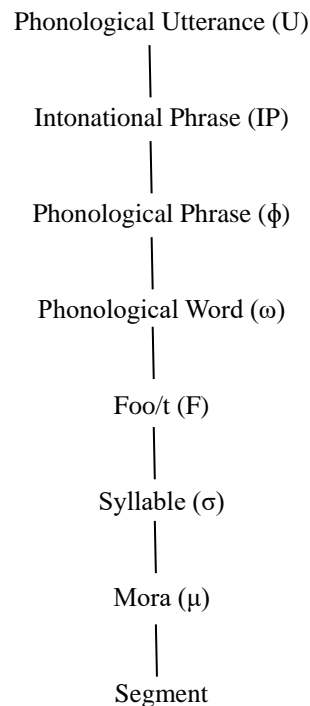 Phonological Utterance (U)
Intonational Phrase (IP)
Phonological Phrase (ϕ)
Phonological Word (ω)
Foo/t (F)
Syllable (σ)
Mora (μ)
Segment